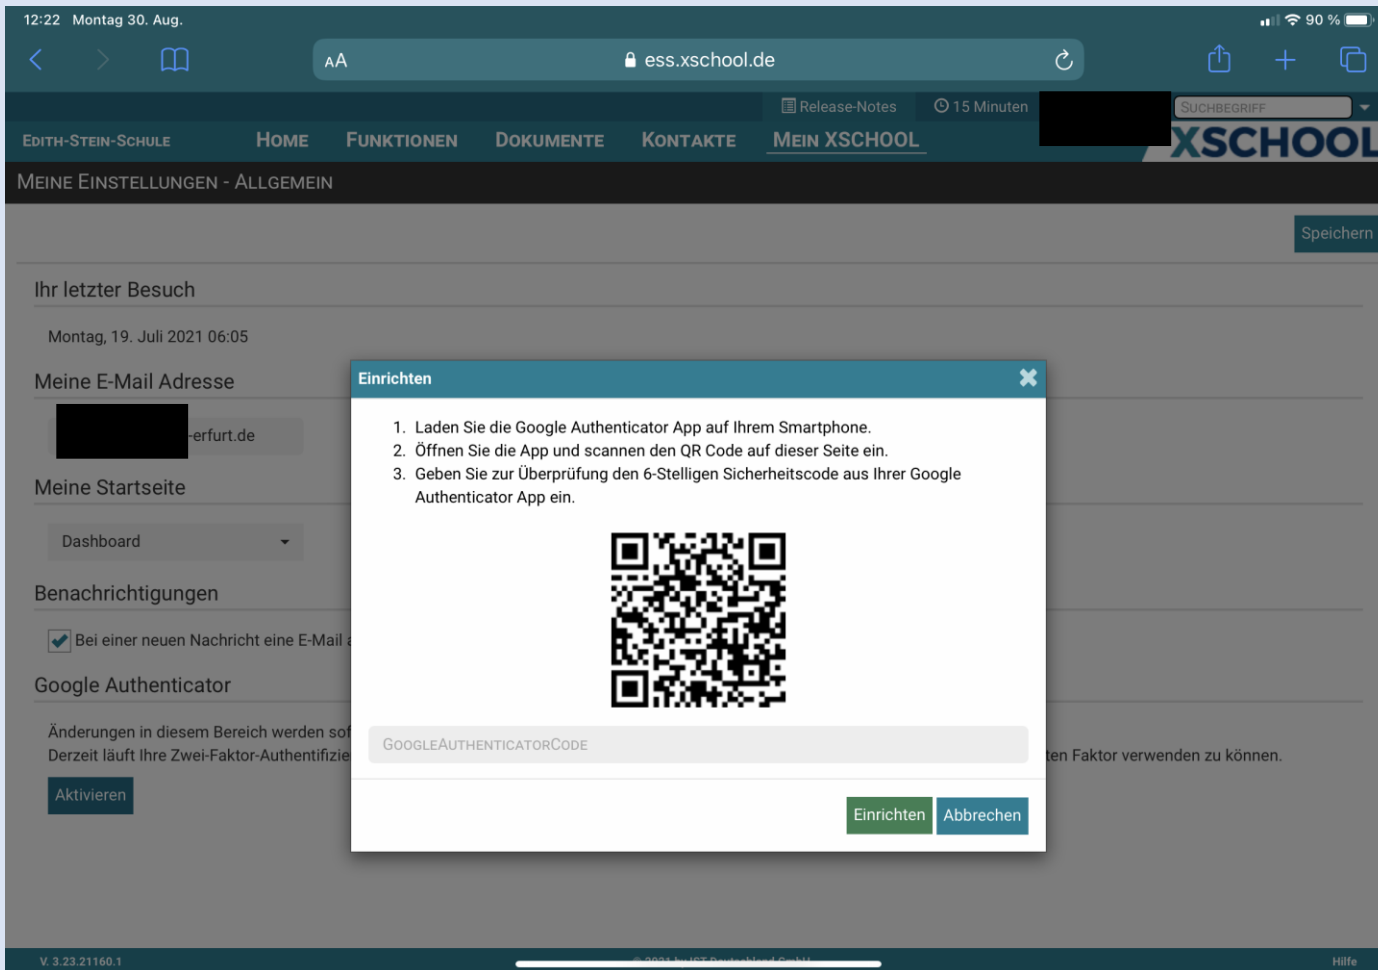 12:22 Montag 30. Aug.
90 %
AA
ess.xschool.de
Release-Notes
15 Minuten
SUCHBEGRIFF
EDITH-STEIN-SCHULE
HOME
FUNKTIONEN
DOKUMENTE
KONTAKTE
MEIN XSCHOOL
XSCHOOL
MEINE EINSTELLUNGEN - ALLGEMEIN
Speichern
Ihr letzter Besuch
Montag, 19. Juli 2021 06:05
Meine E-Mail Adresse
-erfurt.de
Meine Startseite
Dashboard
Benachrichtigungen
Bei einer neuen Nachricht eine E-Mail
Google Authenticator
Änderungen in diesem Bereich werden sof
Derzeit läuft Ihre Zwei-Faktor-Authentifizie
ten Faktor verwenden zu können.
Aktivieren
Einrichten
1. Laden Sie die Google Authenticator App auf Ihrem Smartphone.
2. Öffnen Sie die App und scannen den QR Code auf dieser Seite ein.
3. Geben Sie zur Überprüfung den 6-Stelligen Sicherheitscode aus Ihrer Google
Authenticator App ein.
GOOGLEAUTHENTICATORCODE
Einrichten
Abbrechen
V. 3.23.21160.1
© 2021 by IST Deutschland GmbH
Hilfe